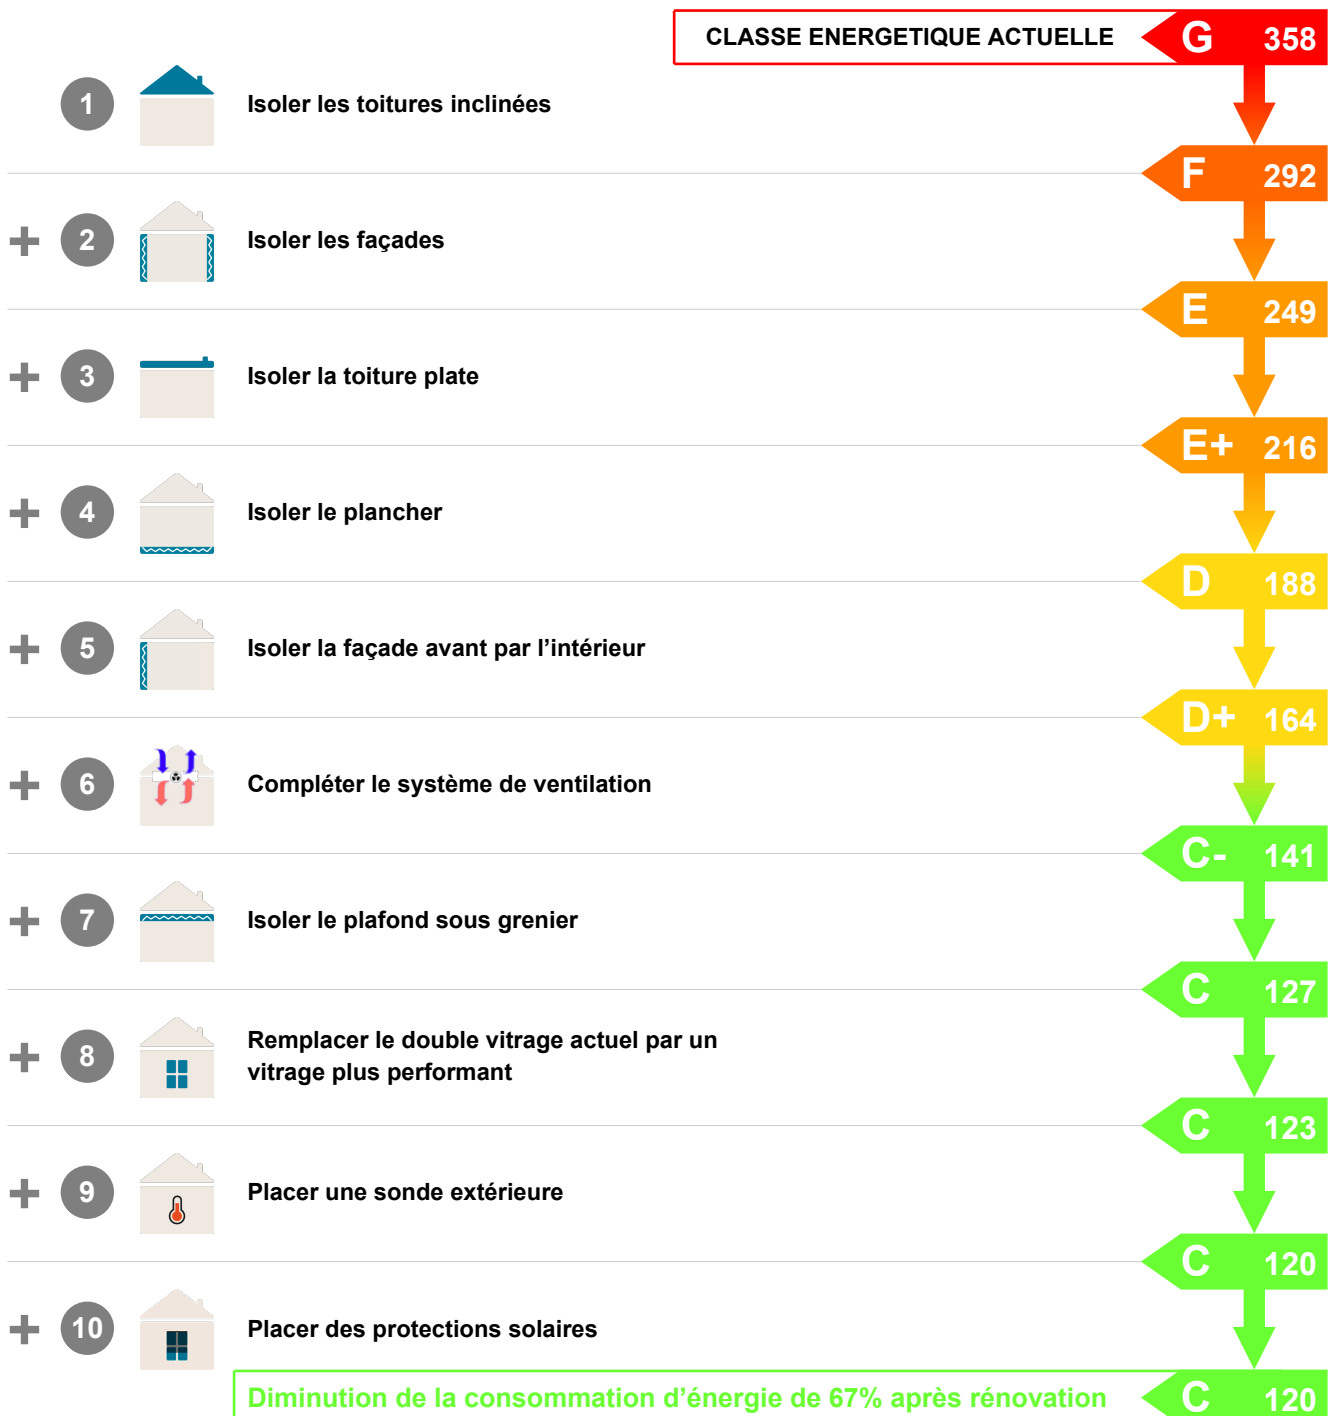 CLASSE ENERGETIQUE ACTUELLE G 358
1 Isoler les toitures inclinées
F 292
+ 2 Isoler les façades
E 249
+ 3 Isoler la toiture plate
E+ 216
+ 4 Isoler le plancher
D 188
+ 5 Isoler la façade avant par l’intérieur
D+ 164
+ 6 Compléter le système de ventilation
C- 141
+ 7 Isoler le plafond sous grenier
C 127
+ 8 Remplacer le double vitrage actuel par un
vitrage plus performant
C 123
+ 9 Placer une sonde extérieure
C 120
+ 10 Placer des protections solaires
Diminution de la consommation d’énergie de 67% après rénovation C 120